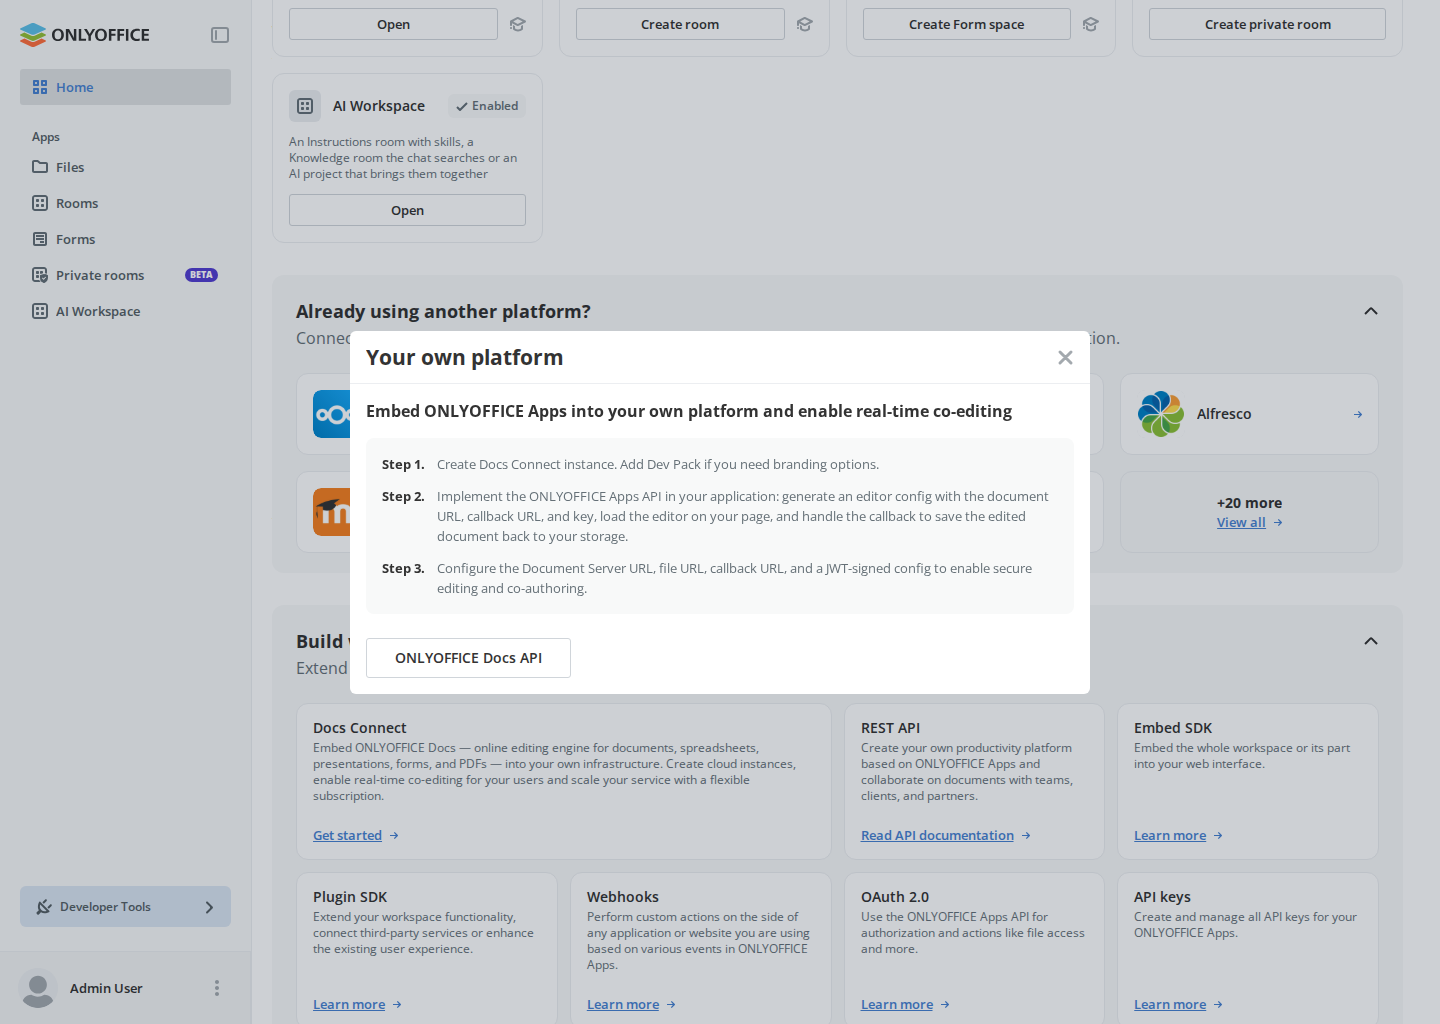 ONLYOFFICE
Home
Apps
Files
Rooms
Forms
Private rooms
BETA
AI Workspace
Developer Tools
Admin User
Open
Create room
Create Form space
Create private room
AI Workspace
Enabled
An Instructions room with skills, a
Knowledge room the chat searches or an
AI project that brings them together
Open
Already using another platform?
Alfresco
+20 more
View all
Your own platform
Embed ONLYOFFICE Apps into your own platform and enable real-time co-editing
Step 1. Create Docs Connect instance. Add Dev Pack if you need branding options.
Step 2. Implement the ONLYOFFICE Apps API in your application: generate an editor config with the document
URL, callback URL, and key, load the editor on your page, and handle the callback to save the edited
document back to your storage.
Step 3. Configure the Document Server URL, file URL, callback URL, and a JWT-signed config to enable secure
editing and co-authoring.
ONLYOFFICE Docs API
Build
Extend
Docs Connect
Embed ONLYOFFICE Docs — online editing engine for documents, spreadsheets,
presentations, forms, and PDFs — into your own infrastructure. Create cloud instances,
enable real-time co-editing for your users and scale your service with a flexible
subscription.
Get started
REST API
Create your own productivity platform
based on ONLYOFFICE Apps and
collaborate on documents with teams,
clients, and partners.
Read API documentation
Embed SDK
Embed the whole workspace or its part
into your web interface.
Learn more
Plugin SDK
Extend your workspace functionality,
connect third-party services or enhance
the existing user experience.
Learn more
Webhooks
Perform custom actions on the side of
any application or website you are using
based on various events in ONLYOFFICE
Apps.
Learn more
OAuth 2.0
Use the ONLYOFFICE Apps API for
authorization and actions like file access
and more.
Learn more
API keys
Create and manage all API keys for your
ONLYOFFICE Apps.
Learn more